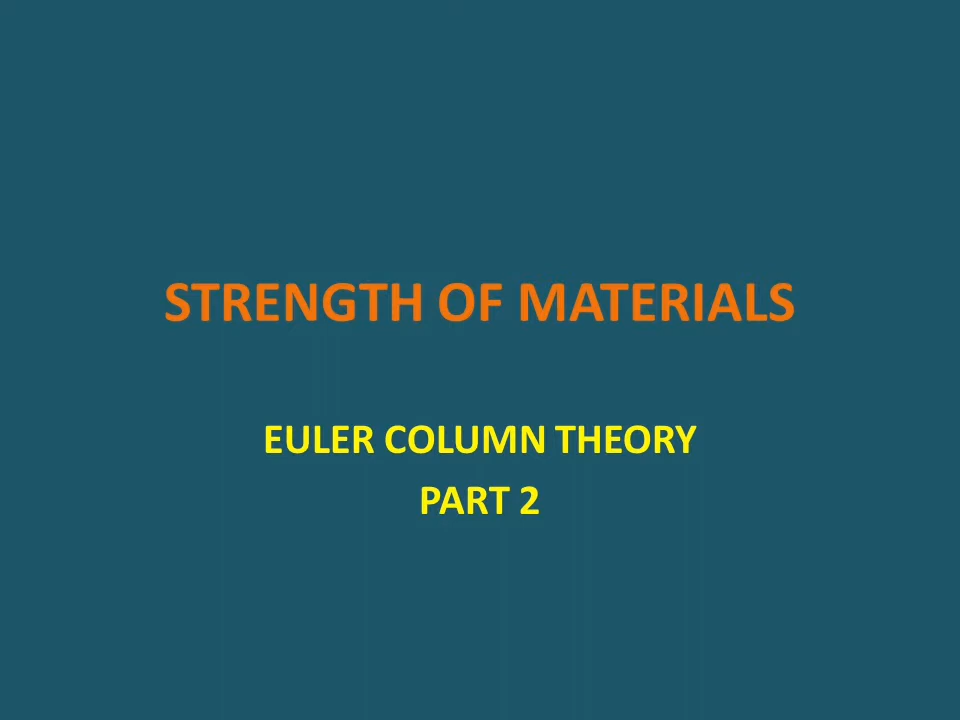 STRENGTH OF MATERIALS
EULER COLUMN THEORY
PART 2